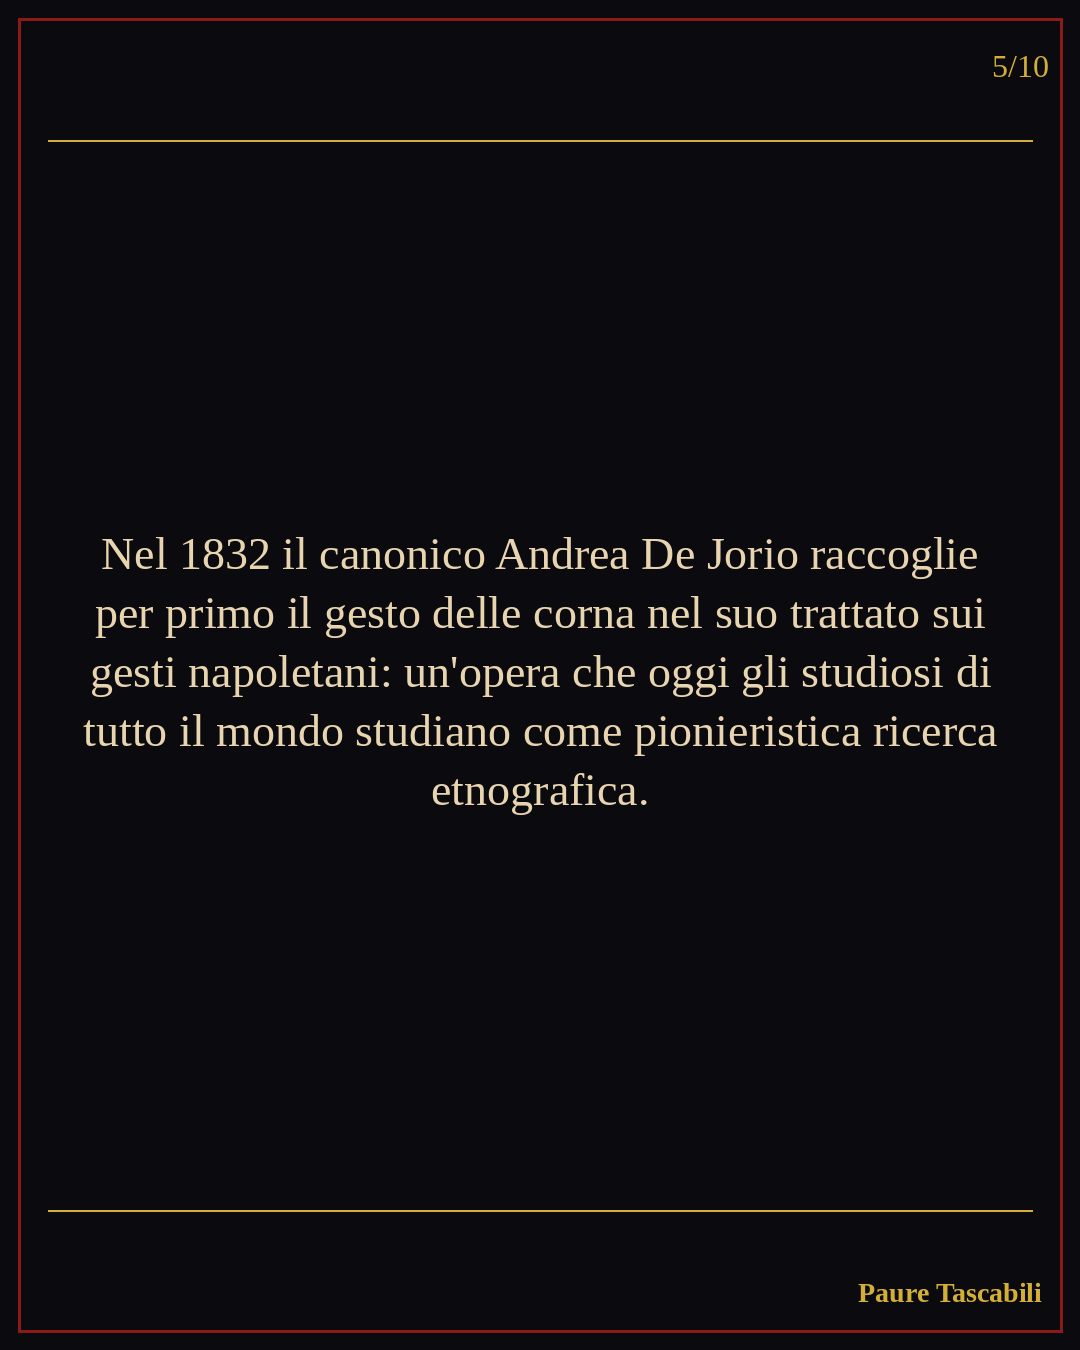 5/10
Nel 1832 il canonico Andrea De Jorio raccoglie
per primo il gesto delle corna nel suo trattato sui
gesti napoletani: un'opera che oggi gli studiosi di
tutto il mondo studiano come pionieristica ricerca
etnografica.
Paure Tascabili